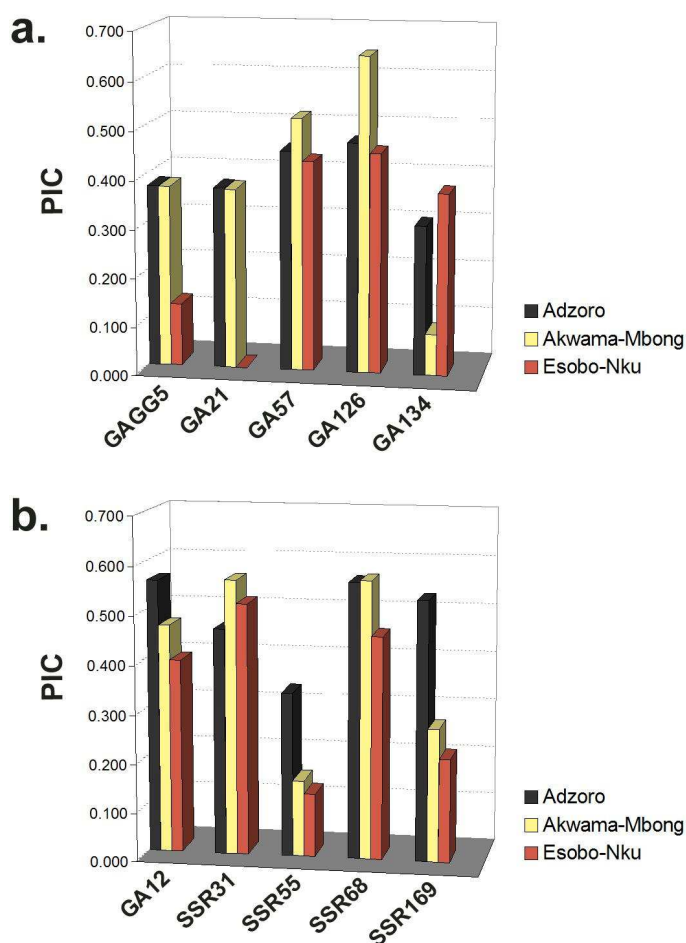 a.
0.700
0.600
0.500
0.400
0.300
0.200
0.100
0.000
PIC
GAGG5
GA21
GA57
GA126
GA134
Adzoro
Akwama-Mbong
Esobo-Nku
b.
0.700
0.600
0.500
0.400
0.300
0.200
0.100
0.000
PIC
GA12
SSR31
SSR55
SSR68
SSR169
Adzoro
Akwama-Mbong
Esobo-Nku